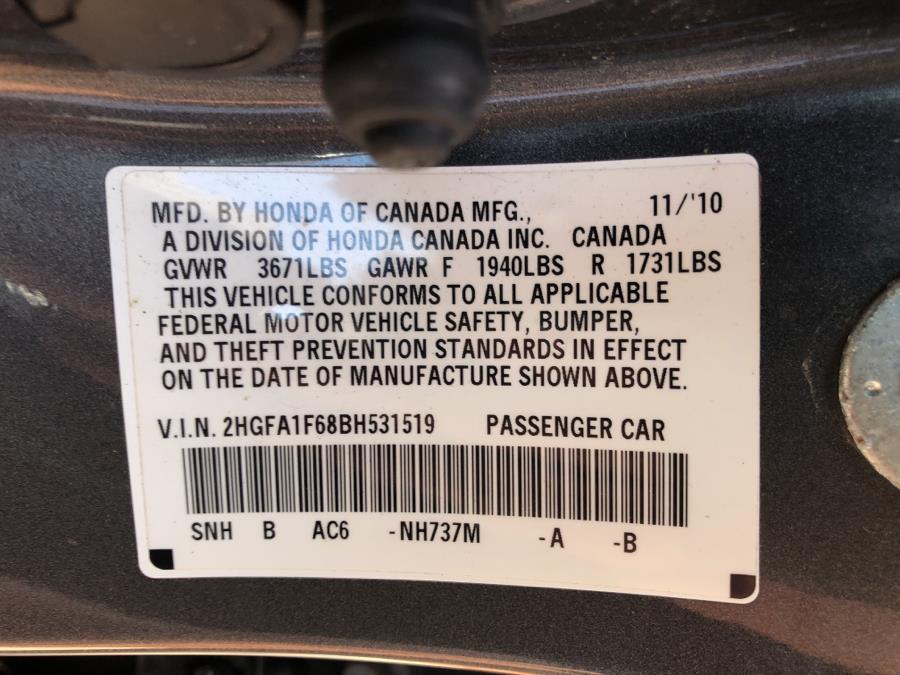 MFD. BY HONDA OF CANADA MFG., 11/'10
A DIVISION OF HONDA CANADA INC. CANADA
GVWR 3671LBS GAWR F 1940LBS R 1731LBS
THIS VEHICLE CONFORMS TO ALL APPLICABLE
FEDERAL MOTOR VEHICLE SAFETY, BUMPER,
AND THEFT PREVENTION STANDARDS IN EFFECT
ON THE DATE OF MANUFACTURE SHOWN ABOVE.
V.I.N. 2HGFA1F68BH531519 PASSENGER CAR
SNH B AC6 -NH737M -A -B